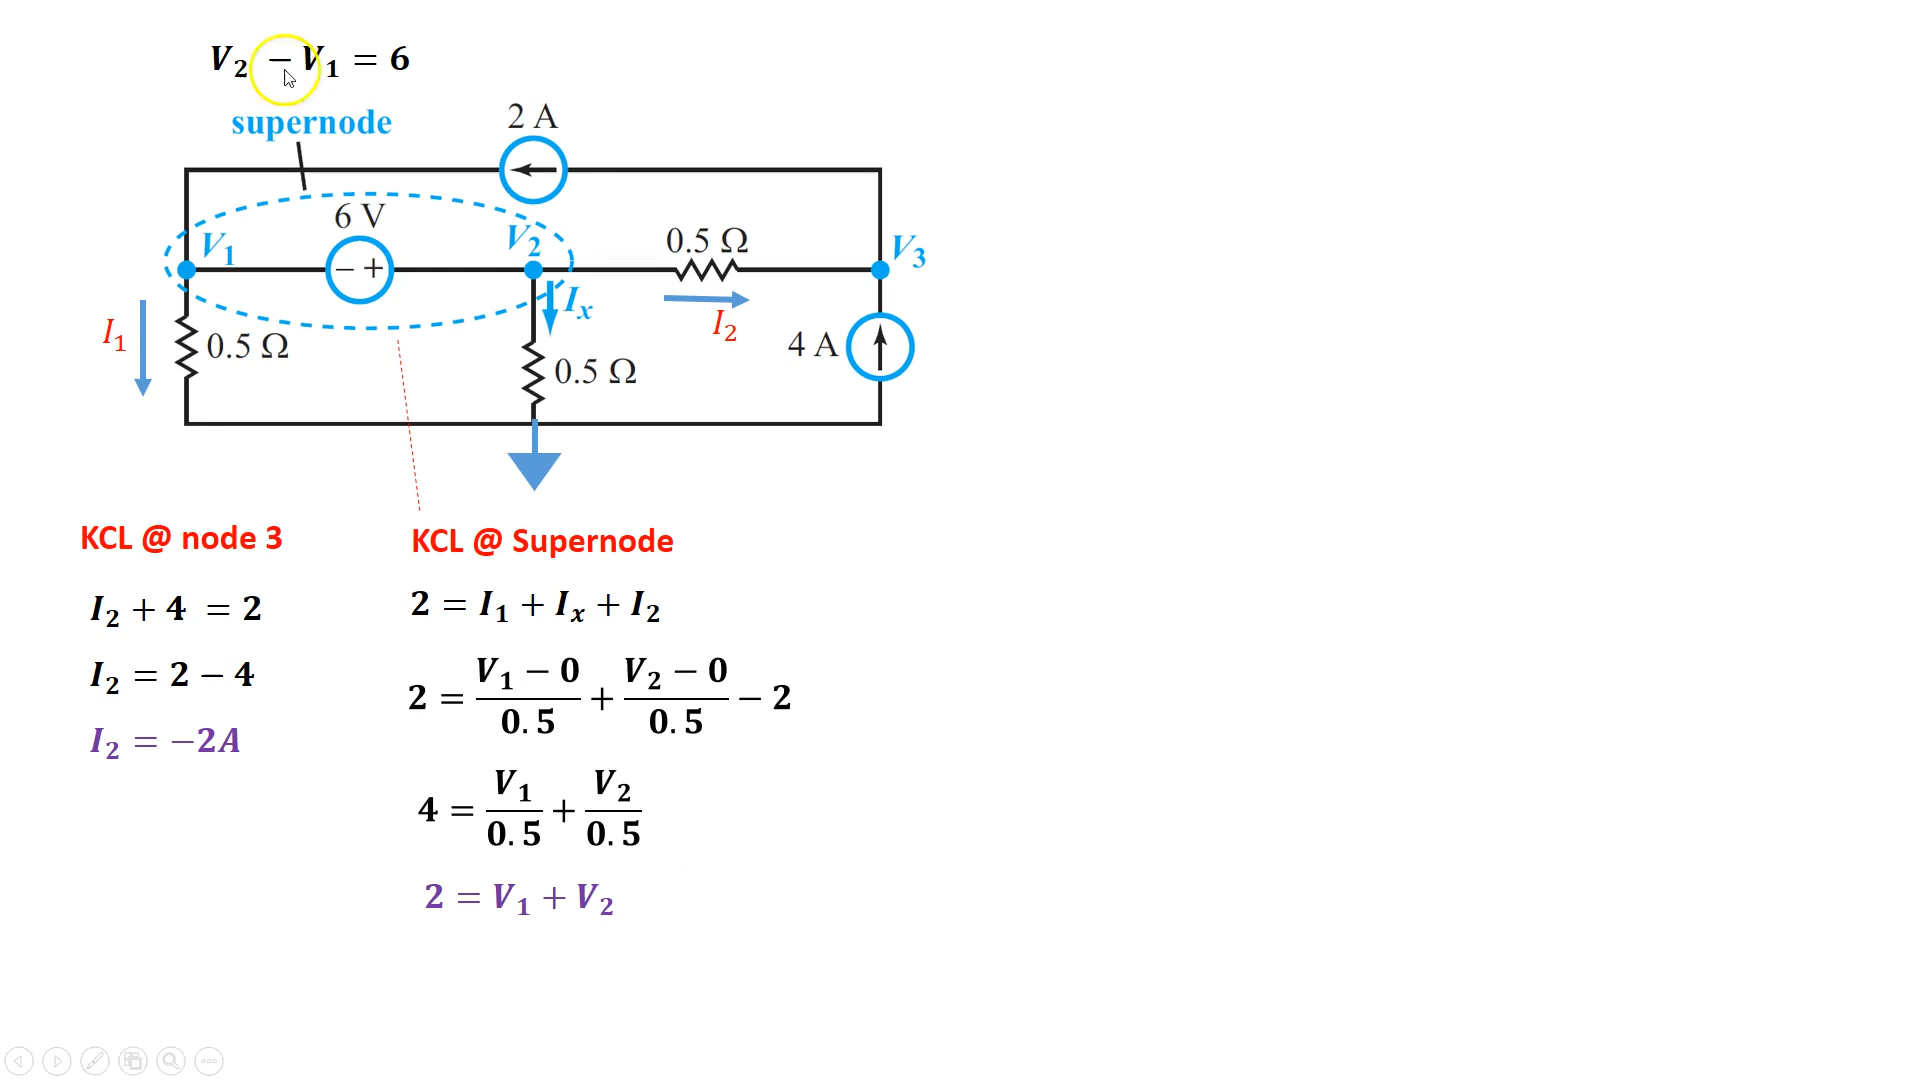 V₂ − V₁ = 6
supernode
2 A
6 V
V₁
V₂
0.5 Ω
V₃
Iₓ
I₁
I₂
0.5 Ω
4 A
0.5 Ω
− +
KCL @ node 3
I₂ + 4 = 2
I₂ = 2 − 4
I₂ = −2A
KCL @ Supernode
2 = I₁ + Iₓ + I₂
2 = (V₁ − 0)/0.5 + (V₂ − 0)/0.5 − 2
4 = V₁/0.5 + V₂/0.5
2 = V₁ + V₂